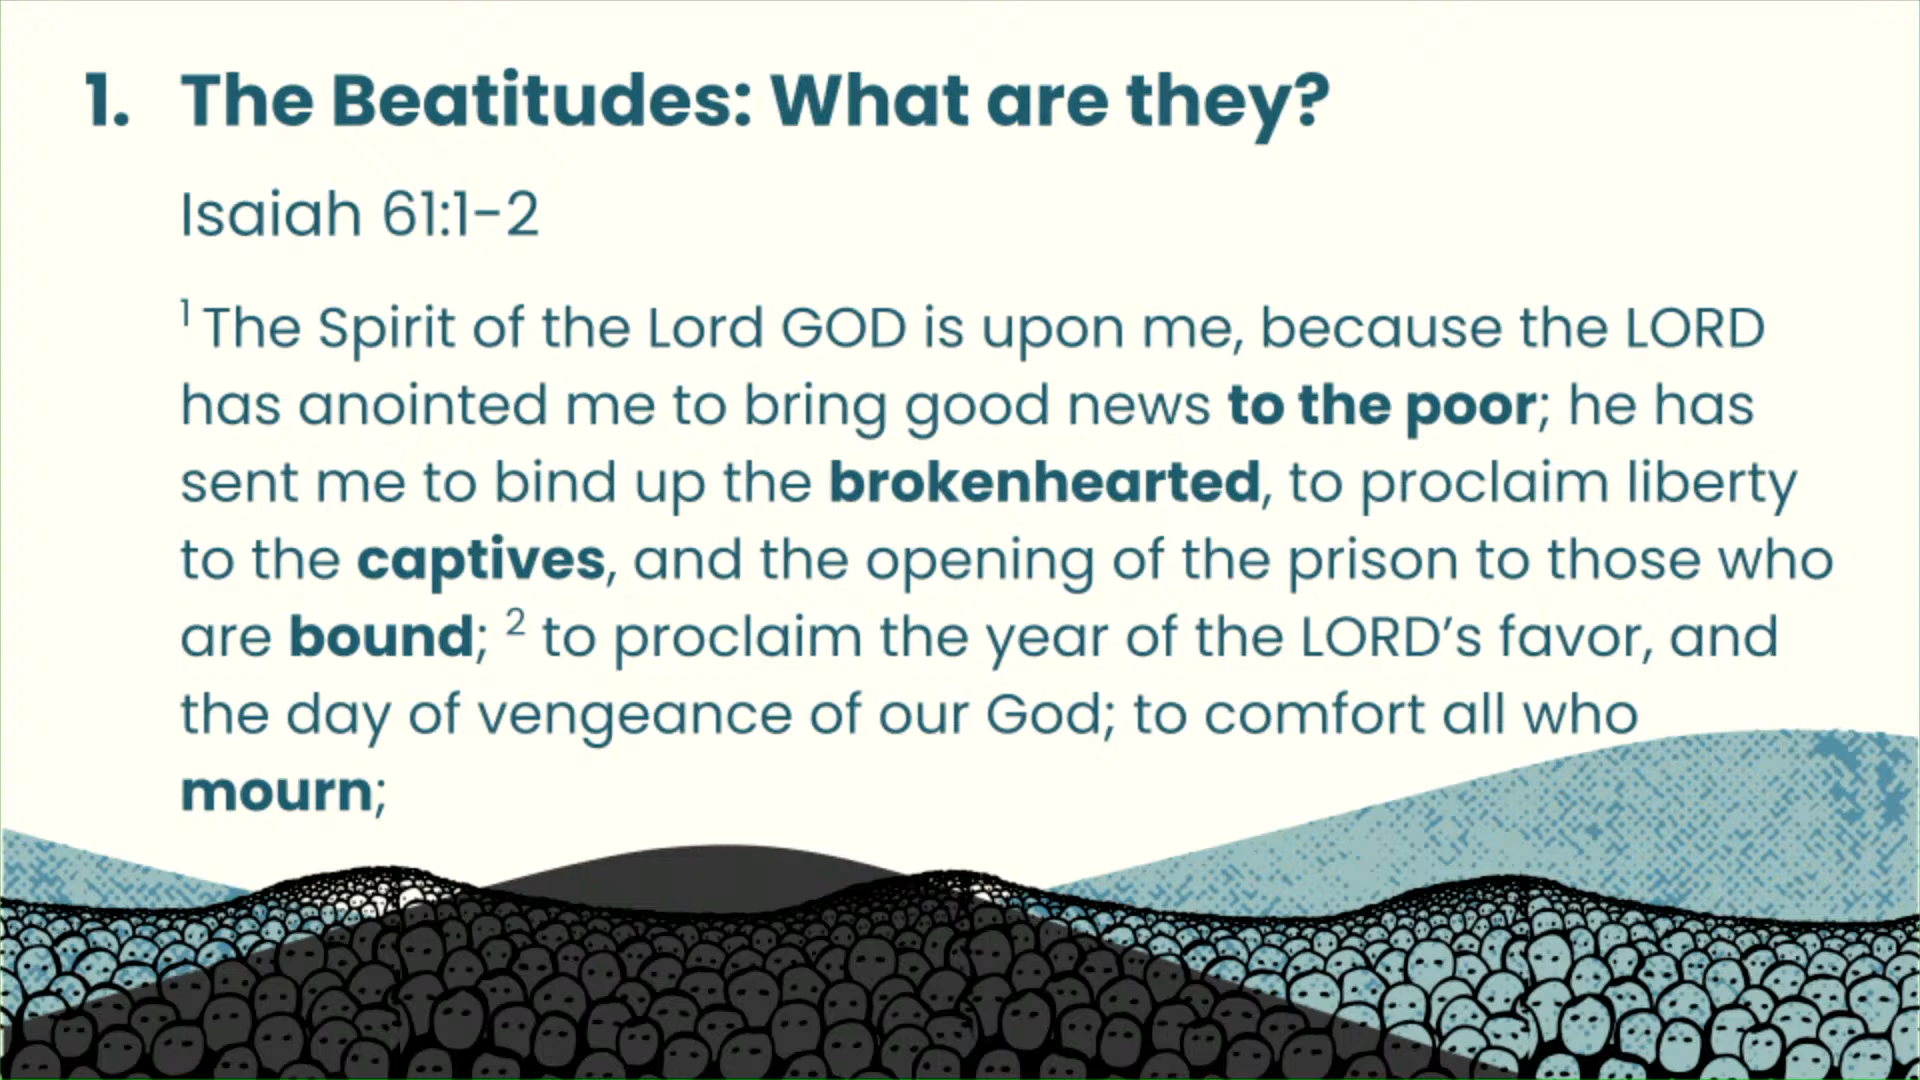 1. The Beatitudes: What are they?
Isaiah 61:1-2
1 The Spirit of the Lord GOD is upon me, because the LORD
has anointed me to bring good news to the poor; he has
sent me to bind up the brokenhearted, to proclaim liberty
to the captives, and the opening of the prison to those who
are bound; 2 to proclaim the year of the LORD’s favor, and
the day of vengeance of our God; to comfort all who
mourn;